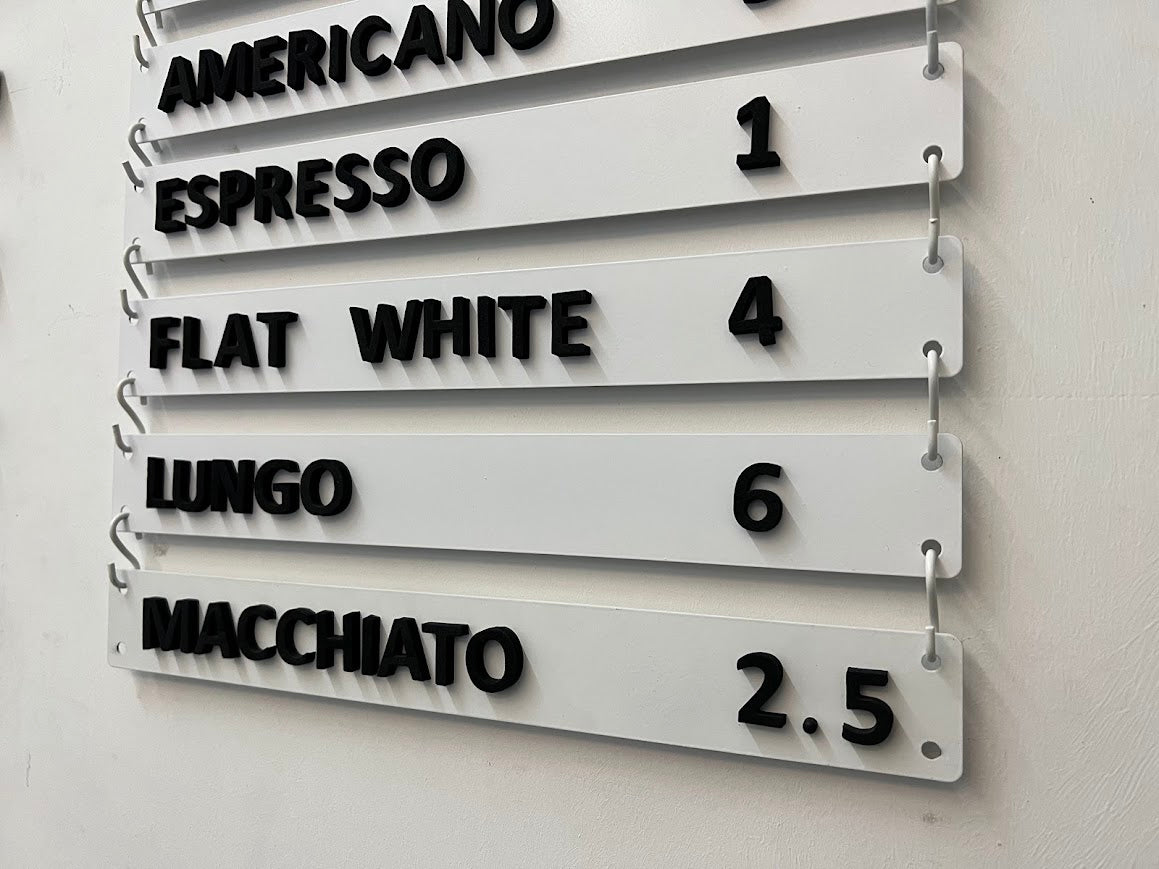 AMERICANO
ESPRESSO 1
FLAT WHITE 4
LUNGO 6
MACCHIATO 2.5